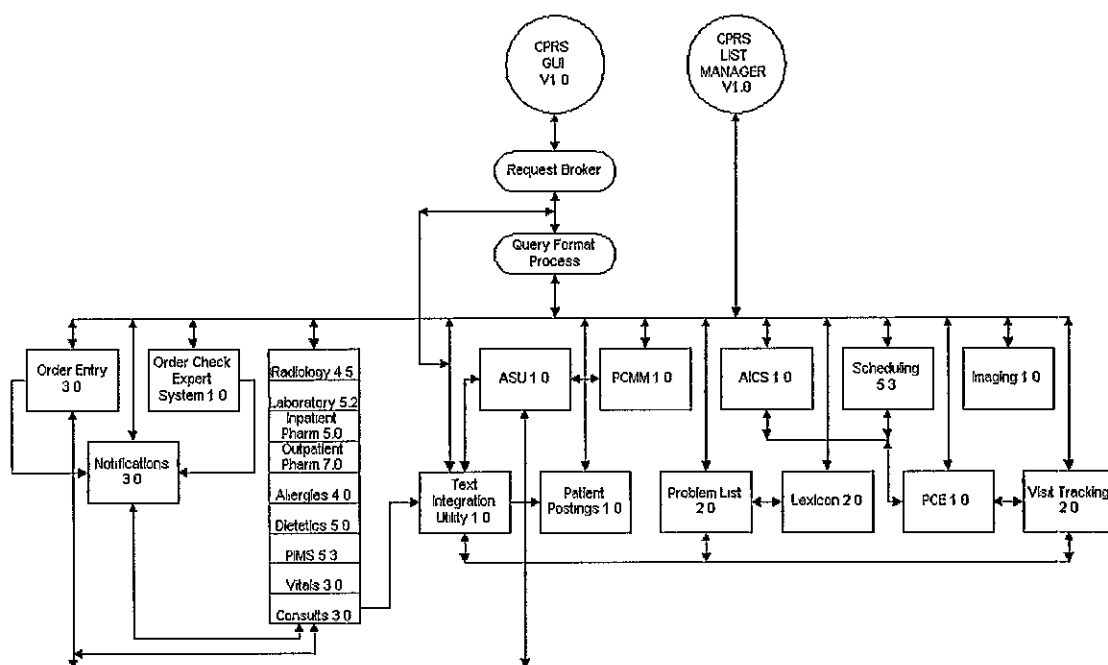 CPRS
GUI
V1 0
CPRS
LIST
MANAGER
V1.0
Request Broker
Query Format
Process
Order Entry
3 0
Order Check
Expert
System 1 0
Radiology 4 5
Laboratory 5.2
Inpatient
Pharm 5.0
Outpatient
Pharm 7.0
Allergies 4 0
Dietetics 5 0
PIMS 5 3
Vitals 3 0
Consults 3 0
ASU 1 0
PCMM 1 0
AICS 1 0
Scheduling
5 3
Imaging 1 0
Notifications
3 0
Text
Integration
Utility 1 0
Patient
Postings 1 0
Problem List
2 0
Lexicon 2 0
PCE 1 0
Visit Tracking
2 0